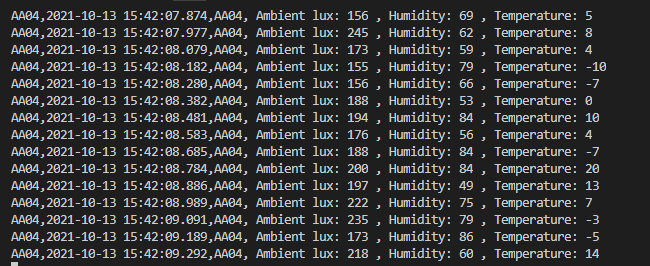 AA04,2021-10-13 15:42:07.874,AA04, Ambient lux: 156 , Humidity: 69 , Temperature: 5
AA04,2021-10-13 15:42:07.977,AA04, Ambient lux: 245 , Humidity: 62 , Temperature: 8
AA04,2021-10-13 15:42:08.079,AA04, Ambient lux: 173 , Humidity: 59 , Temperature: 4
AA04,2021-10-13 15:42:08.182,AA04, Ambient lux: 155 , Humidity: 79 , Temperature: -10
AA04,2021-10-13 15:42:08.280,AA04, Ambient lux: 156 , Humidity: 66 , Temperature: -7
AA04,2021-10-13 15:42:08.382,AA04, Ambient lux: 188 , Humidity: 53 , Temperature: 0
AA04,2021-10-13 15:42:08.481,AA04, Ambient lux: 194 , Humidity: 84 , Temperature: 10
AA04,2021-10-13 15:42:08.583,AA04, Ambient lux: 176 , Humidity: 56 , Temperature: 4
AA04,2021-10-13 15:42:08.685,AA04, Ambient lux: 188 , Humidity: 84 , Temperature: -7
AA04,2021-10-13 15:42:08.784,AA04, Ambient lux: 200 , Humidity: 84 , Temperature: 20
AA04,2021-10-13 15:42:08.886,AA04, Ambient lux: 197 , Humidity: 49 , Temperature: 13
AA04,2021-10-13 15:42:08.989,AA04, Ambient lux: 222 , Humidity: 75 , Temperature: 7
AA04,2021-10-13 15:42:09.091,AA04, Ambient lux: 235 , Humidity: 79 , Temperature: -3
AA04,2021-10-13 15:42:09.189,AA04, Ambient lux: 173 , Humidity: 86 , Temperature: -5
AA04,2021-10-13 15:42:09.292,AA04, Ambient lux: 218 , Humidity: 60 , Temperature: 14